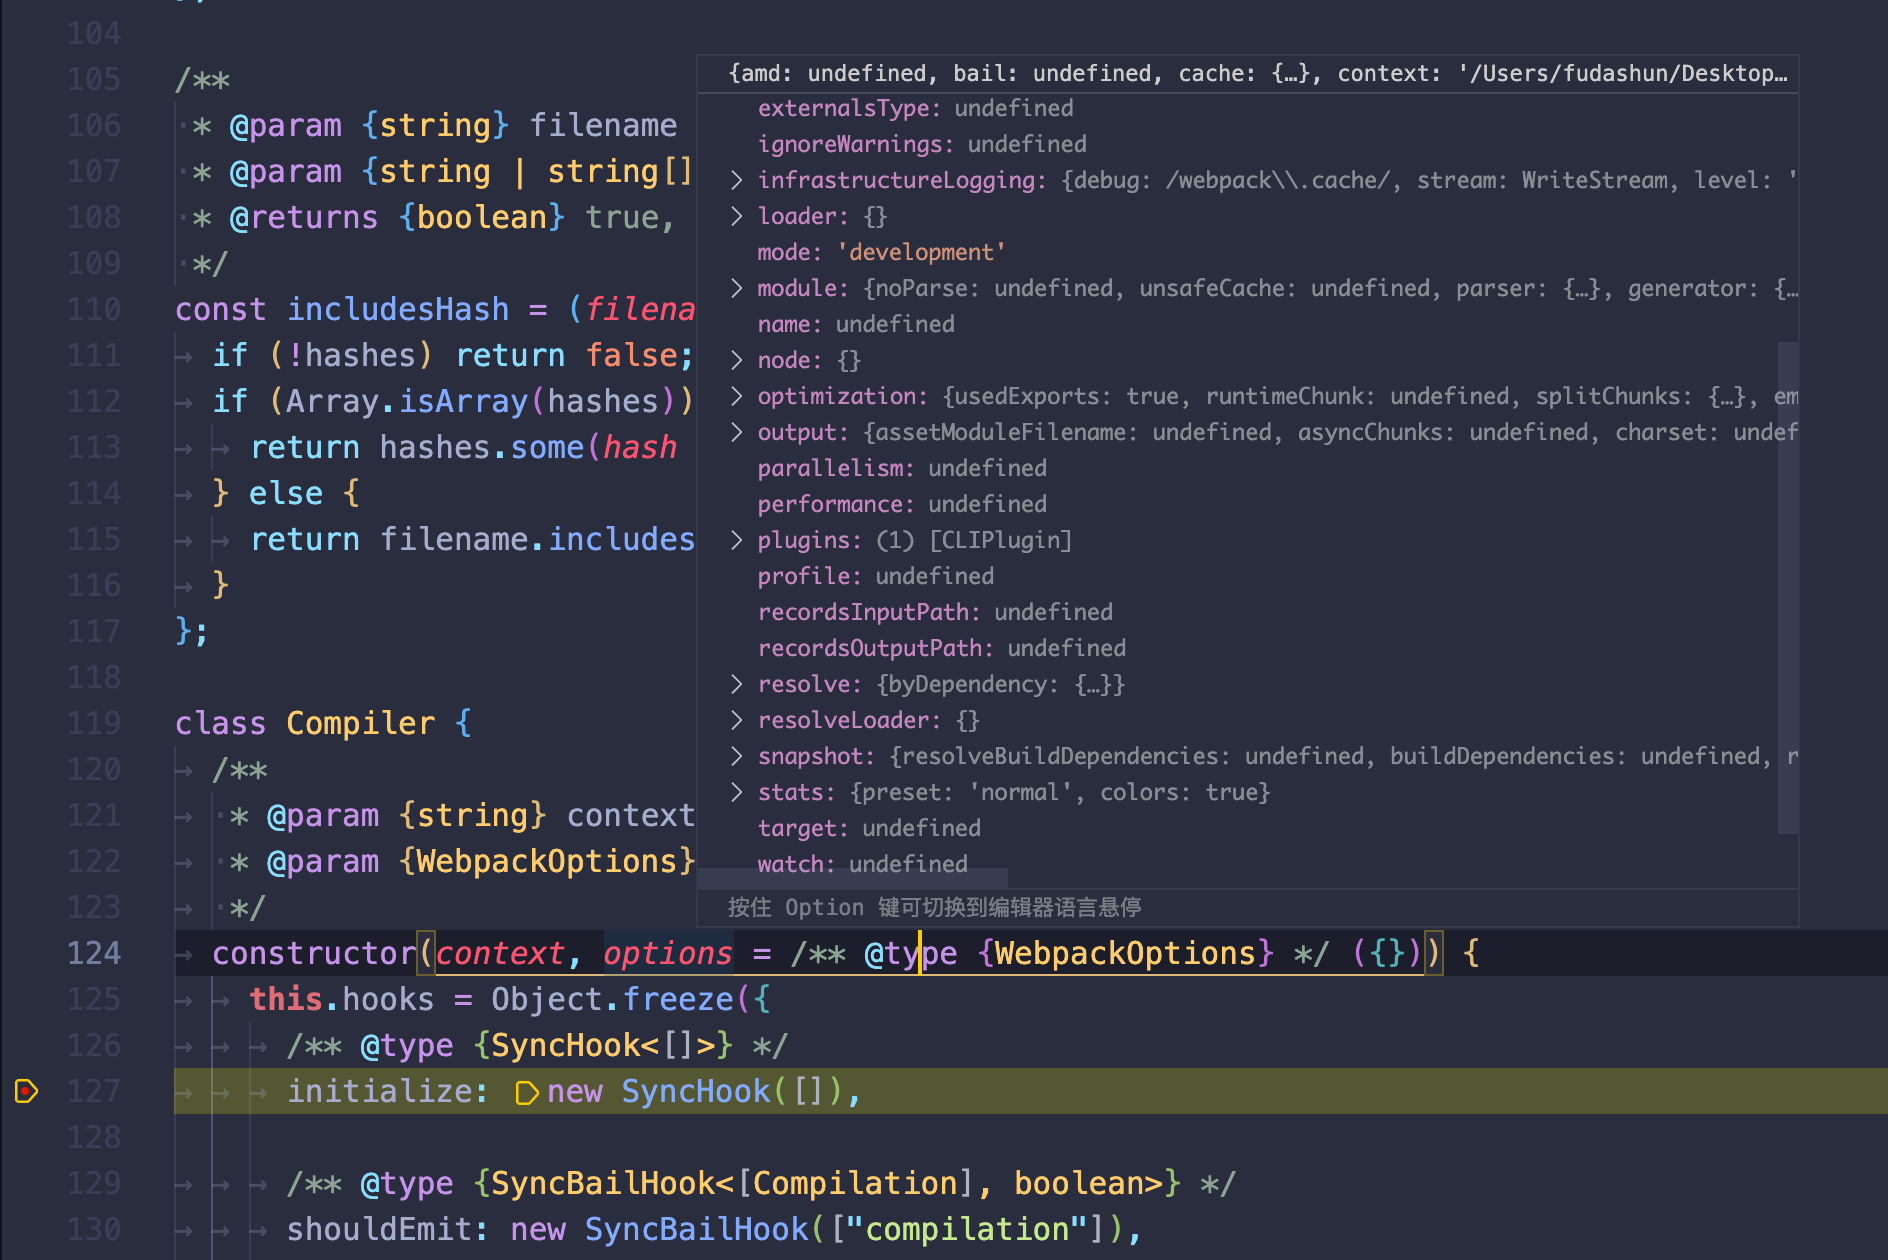 104
105 /**
106 * @param {string} filename
107 * @param {string | string[]
108 * @returns {boolean} true,
109 */
110 const includesHash = (filena
111 if (!hashes) return false;
112 if (Array.isArray(hashes))
113 return hashes.some(hash
114 } else {
115 return filename.includes
116 }
117 };
118
119 class Compiler {
120 /**
121 * @param {string} context
122 * @param {WebpackOptions}
123 */
{amd: undefined, bail: undefined, cache: {…}, context: '/Users/fudashun/Desktop…
externalsType: undefined
ignoreWarnings: undefined
infrastructureLogging: {debug: /webpack\\.cache/, stream: WriteStream, level: '
loader: {}
mode: 'development'
module: {noParse: undefined, unsafeCache: undefined, parser: {…}, generator: {…
name: undefined
node: {}
optimization: {usedExports: true, runtimeChunk: undefined, splitChunks: {…}, em
output: {assetModuleFilename: undefined, asyncChunks: undefined, charset: undef
parallelism: undefined
performance: undefined
plugins: (1) [CLIPlugin]
profile: undefined
recordsInputPath: undefined
recordsOutputPath: undefined
resolve: {byDependency: {…}}
resolveLoader: {}
snapshot: {resolveBuildDependencies: undefined, buildDependencies: undefined, r
stats: {preset: 'normal', colors: true}
target: undefined
watch: undefined
按住 Option 键可切换到编辑器语言悬停
124 constructor(context, options = /** @type {WebpackOptions} */ ({})) {
125 this.hooks = Object.freeze({
126 /** @type {SyncHook<[]>} */
127 initialize: new SyncHook([]),
128
129 /** @type {SyncBailHook<[Compilation], boolean>} */
130 shouldEmit: new SyncBailHook(["compilation"]),